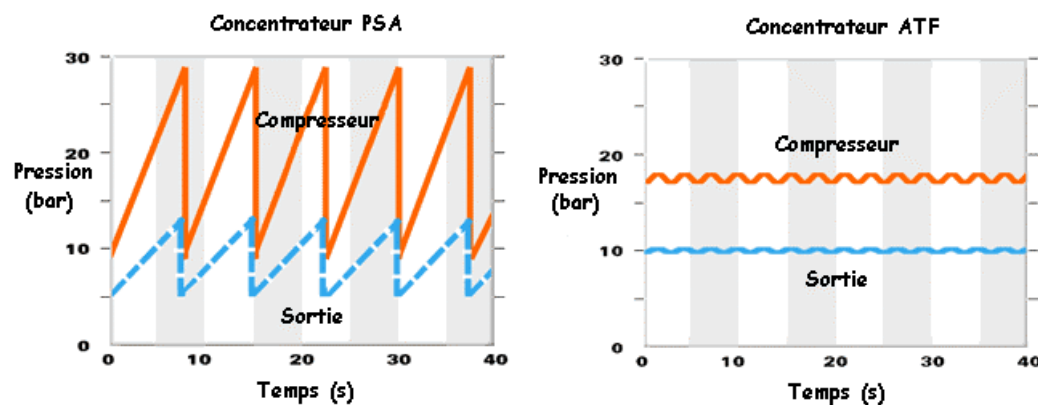 Concentrateur PSA
30
20
10
0
Pression
(bar)
Compresseur
Sortie
0 10 20 30 40
Temps (s)
Concentrateur ATF
30
20
10
0
Pression
(bar)
Compresseur
Sortie
0 10 20 30 40
Temps (s)